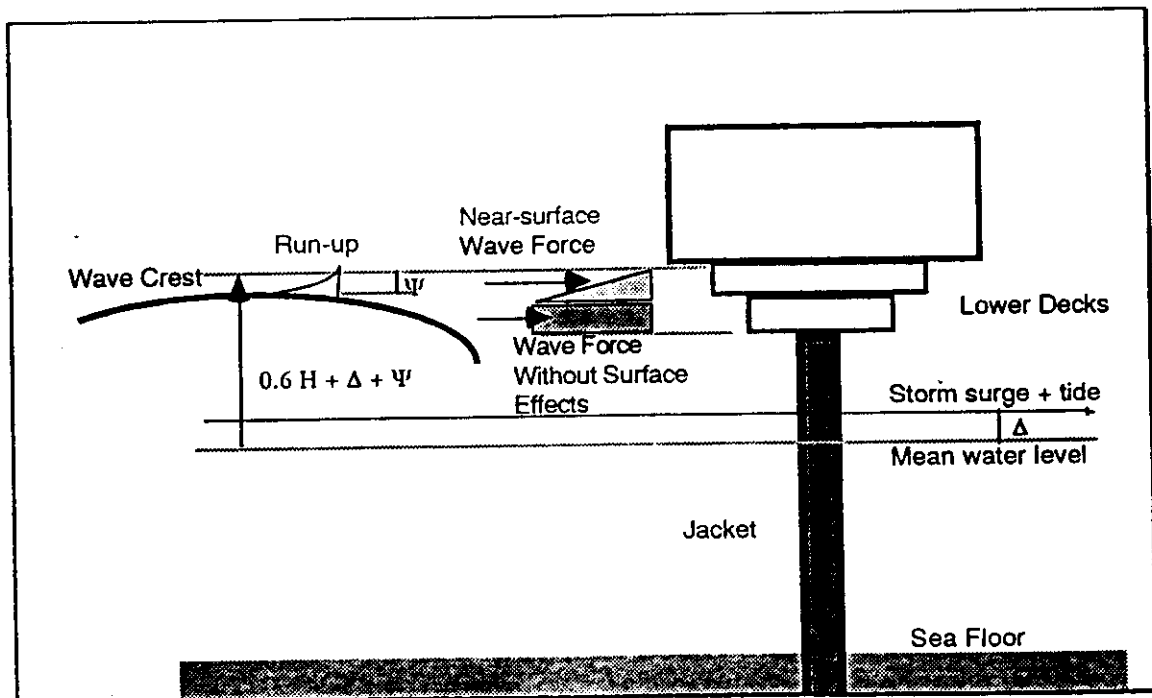 Near-surface
Wave Force
Run-up
Wave Crest
Ψ
Lower Decks
Wave Force
Without Surface
Effects
0.6 H + Δ + Ψ
Storm surge + tide
Δ
Mean water level
Jacket
Sea Floor